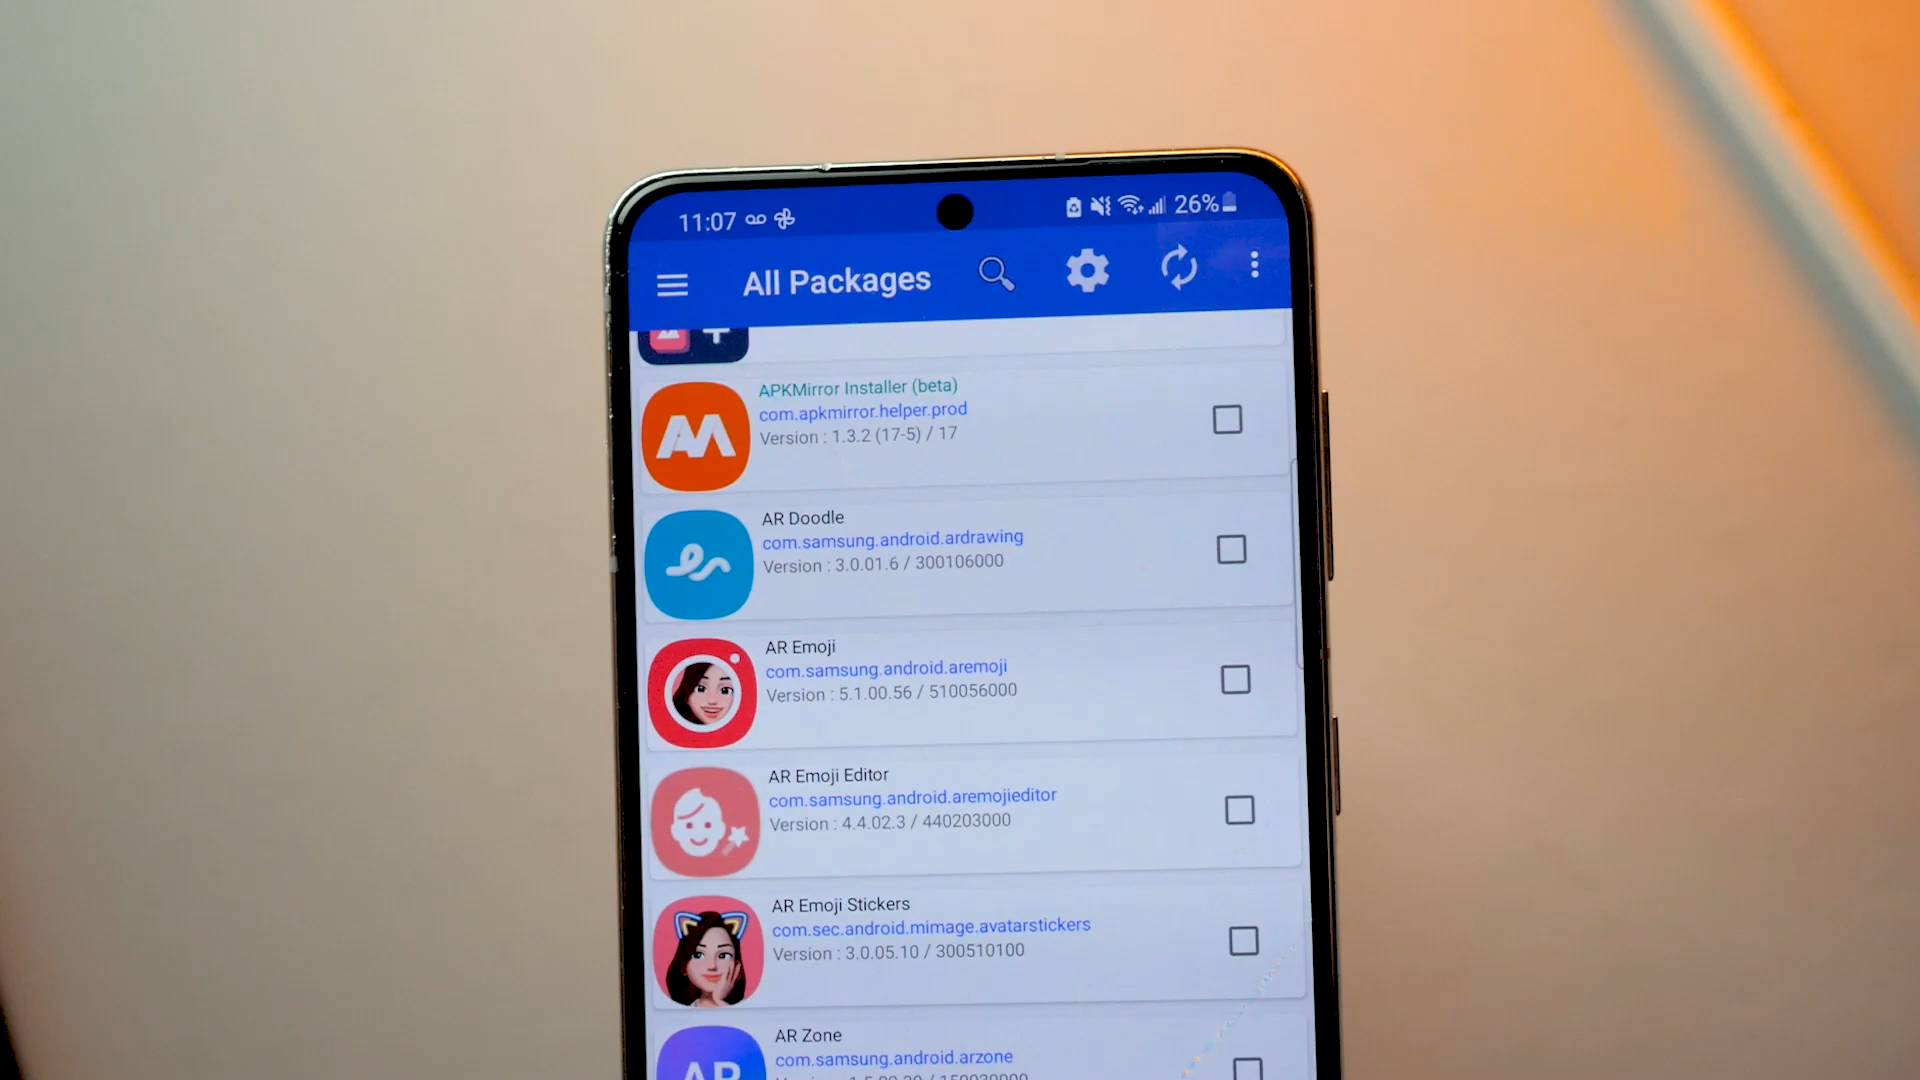 11:07 26%
All Packages
APKMirror Installer (beta)
com.apkmirror.helper.prod
Version : 1.3.2 (17-5) / 17
AR Doodle
com.samsung.android.ardrawing
Version : 3.0.01.6 / 300106000
AR Emoji
com.samsung.android.aremoji
Version : 5.1.00.56 / 510056000
AR Emoji Editor
com.samsung.android.aremojieditor
Version : 4.4.02.3 / 440203000
AR Emoji Stickers
com.sec.android.mimage.avatarstickers
Version : 3.0.05.10 / 300510100
AR Zone
com.samsung.android.arzone
AR